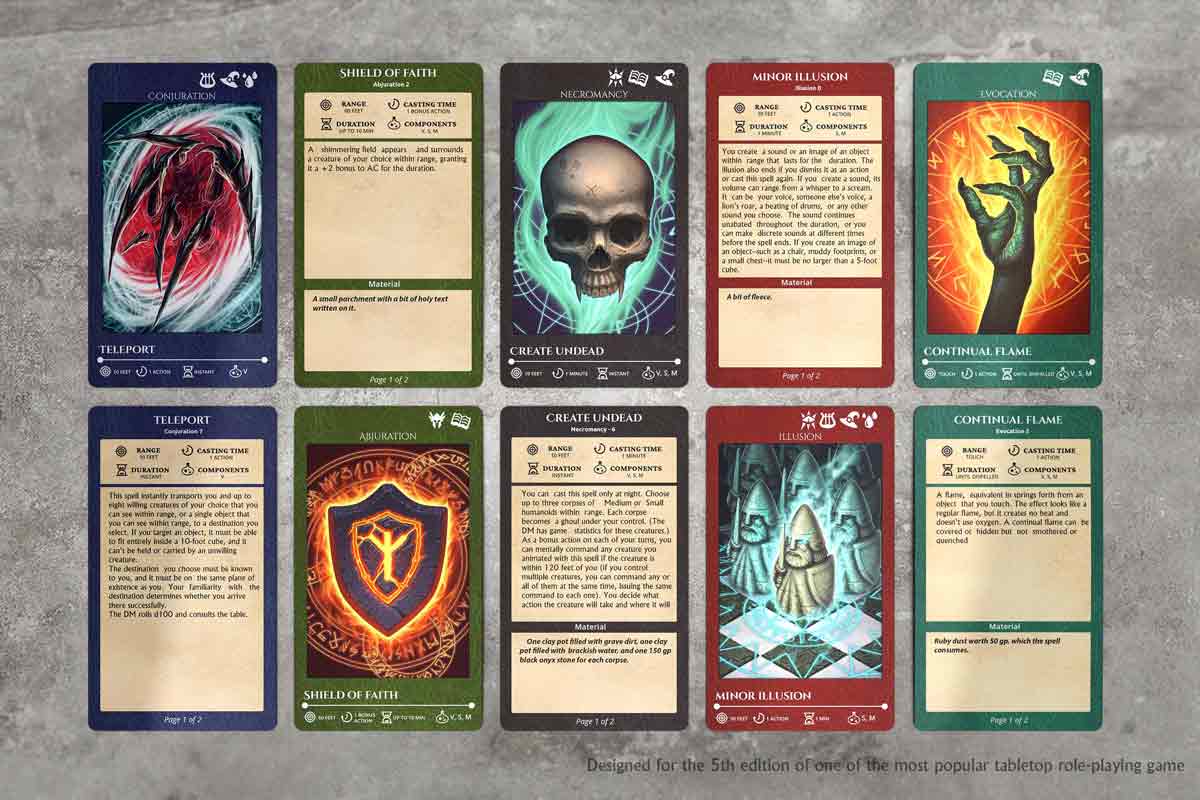 CONJURATION
TELEPORT
10 FEET 1 ACTION INSTANT V
SHIELD OF FAITH
Abjuration 2
RANGE
60 FEET
CASTING TIME
1 BONUS ACTION
DURATION
UP TO 10 MIN
COMPONENTS
V, S, M
A shimmering field appears and surrounds
a creature of your choice within range, granting
it a +2 bonus to AC for the duration.
Material
A small parchment with a bit of holy text
written on it.
Page 1 of 2
NECROMANCY
CREATE UNDEAD
10 FEET 1 MINUTE INSTANT V, S, M
MINOR ILLUSION
Illusion 0
RANGE
30 FEET
CASTING TIME
1 ACTION
DURATION
1 MINUTE
COMPONENTS
S, M
You create a sound or an image of an object
within range that lasts for the duration. The
illusion also ends if you dismiss it as an action
or cast this spell again. If you create a sound, its
volume can range from a whisper to a scream.
It can be your voice, someone else's voice, a
lion's roar, a beating of drums, or any other
sound you choose. The sound continues
unabated throughout the duration, or you
can make discrete sounds at different times
before the spell ends. If you create an image of
an object--such as a chair, muddy footprints, or
a small chest--it must be no larger than a 5-foot
cube.
Material
A bit of fleece.
Page 1 of 2
EVOCATION
CONTINUAL FLAME
TOUCH 1 ACTION UNTIL DISPELLED V, S, M
TELEPORT
Conjuration 7
RANGE
10 FEET
CASTING TIME
1 ACTION
DURATION
INSTANT
COMPONENTS
V
This spell instantly transports you and up to
eight willing creatures of your choice that you
can see within range, or a single object that
you can see within range, to a destination you
select. If you target an object, it must be able
to fit entirely inside a 10-foot cube, and it
can't be held or carried by an unwilling
creature.
The destination you choose must be known
to you, and it must be on the same plane of
existence as you. Your familiarity with the
destination determines whether you arrive
there successfully.
The DM rolls d100 and consults the table.
Page 1 of 2
ABJURATION
SHIELD OF FAITH
60 FEET 1 BONUS ACTION UP TO 10 MIN V, S, M
CREATE UNDEAD
Necromancy - 6
RANGE
10 FEET
CASTING TIME
1 MINUTE
DURATION
INSTANT
COMPONENTS
V, S, M
You can cast this spell only at night. Choose
up to three corpses of Medium or Small
humanoids within range. Each corpse
becomes a ghoul under your control. (The
DM has game statistics for these creatures.)
As a bonus action on each of your turns, you
can mentally command any creature you
animated with this spell if the creature is
within 120 feet of you (if you control
multiple creatures, you can command any or
all of them at the same time, issuing the same
command to each one). You decide what
action the creature will take and where it will
Material
One clay pot filled with grave dirt, one clay
pot filled with brackish water, and one 150 gp
black onyx stone for each corpse.
Page 1 of 2
ILLUSION
MINOR ILLUSION
30 FEET 1 ACTION 1 MIN S, M
CONTINUAL FLAME
Evocation 2
RANGE
TOUCH
CASTING TIME
1 ACTION
DURATION
UNTIL DISPELLED
COMPONENTS
V, S, M
A flame, equivalent in springs forth from an
object that you touch. The effect looks like a
regular flame, but it creates no heat and
doesn't use oxygen. A continual flame can be
covered or hidden but not smothered or
quenched
Material
Ruby dust worth 50 gp, which the spell
consumes.
Page 1 of 2
Designed for the 5th edition of one of the most popular tabletop role-playing game